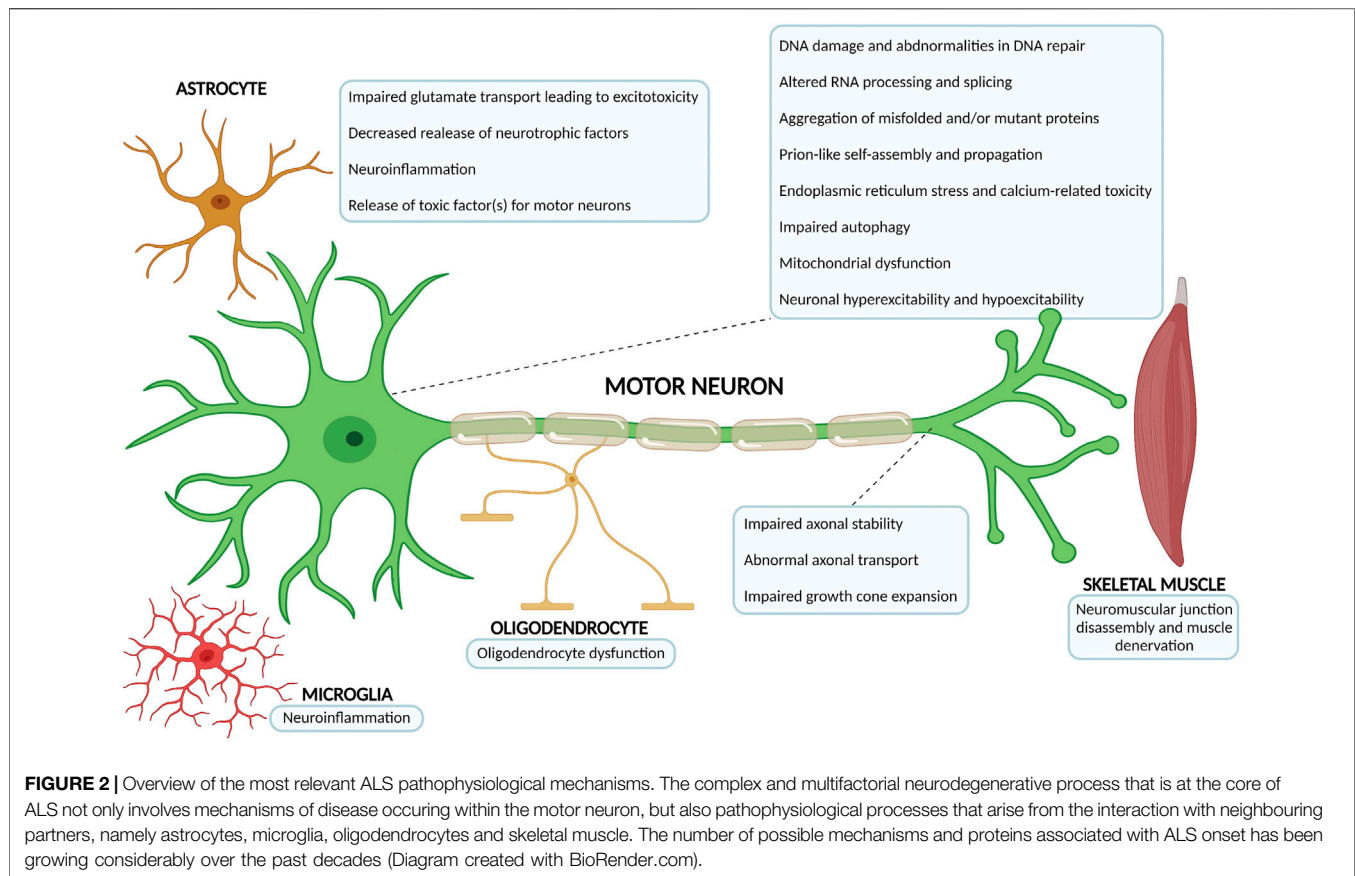 ASTROCYTE
Impaired glutamate transport leading to excitotoxicity
Decreased realease of neurotrophic factors
Neuroinflammation
Release of toxic factor(s) for motor neurons
DNA damage and abdnormalities in DNA repair
Altered RNA processing and splicing
Aggregation of misfolded and/or mutant proteins
Prion-like self-assembly and propagation
Endoplasmic reticulum stress and calcium-related toxicity
Impaired autophagy
Mitochondrial dysfunction
Neuronal hyperexcitability and hypoexcitability
MOTOR NEURON
Impaired axonal stability
Abnormal axonal transport
Impaired growth cone expansion
SKELETAL MUSCLE
Neuromuscular junction
disassembly and muscle
denervation
OLIGODENDROCYTE
Oligodendrocyte dysfunction
MICROGLIA
Neuroinflammation
FIGURE 2 | Overview of the most relevant ALS pathophysiological mechanisms. The complex and multifactorial neurodegenerative process that is at the core of
ALS not only involves mechanisms of disease occuring within the motor neuron, but also pathophysiological processes that arise from the interaction with neighbouring
partners, namely astrocytes, microglia, oligodendrocytes and skeletal muscle. The number of possible mechanisms and proteins associated with ALS onset has been
growing considerably over the past decades (Diagram created with BioRender.com).